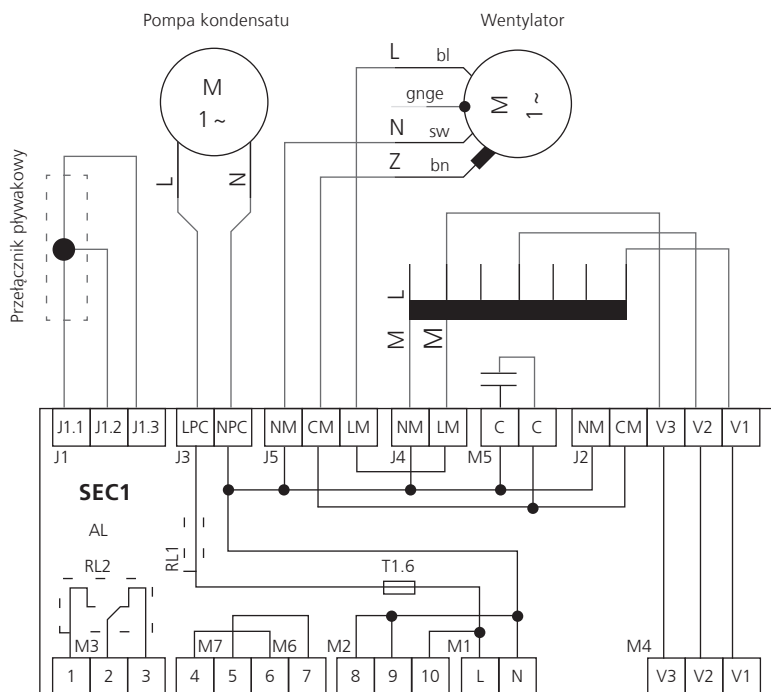 Pompa kondensatu
Wentylator
M
1 ~
L
N
L bl
gnge
N sw
Z bn
M
1 ~
Przełącznik pływakowy
L
M
M
J1.1 J1.2 J1.3 LPC NPC NM CM LM NM LM C C NM CM V3 V2 V1
J1 J3 J5 J4 M5 J2
SEC1
AL
RL2
RL1
T1.6
M3 M7 M6 M2 M1 M4
1 2 3 4 5 6 7 8 9 10 L N V3 V2 V1